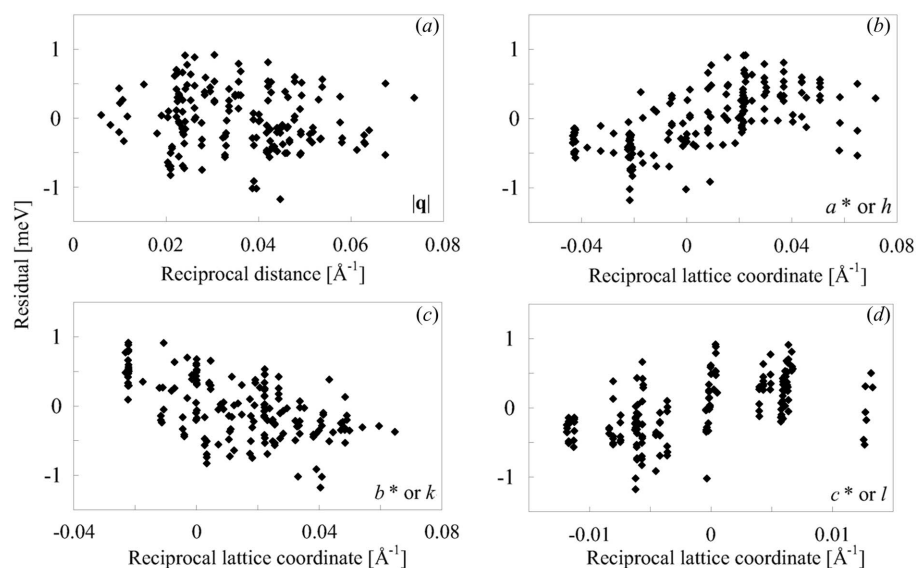 Residual [meV]
(a)
1
0
-1
|q|
0
0.02
0.04
0.06
0.08
Reciprocal distance [Å-1]
(b)
1
0
-1
a* or h
-0.04
0
0.04
0.08
Reciprocal lattice coordinate [Å-1]
(c)
1
0
-1
b* or k
-0.04
0
0.04
0.08
Reciprocal lattice coordinate [Å-1]
(d)
1
0
-1
c* or l
-0.01
0
0.01
Reciprocal lattice coordinate [Å-1]